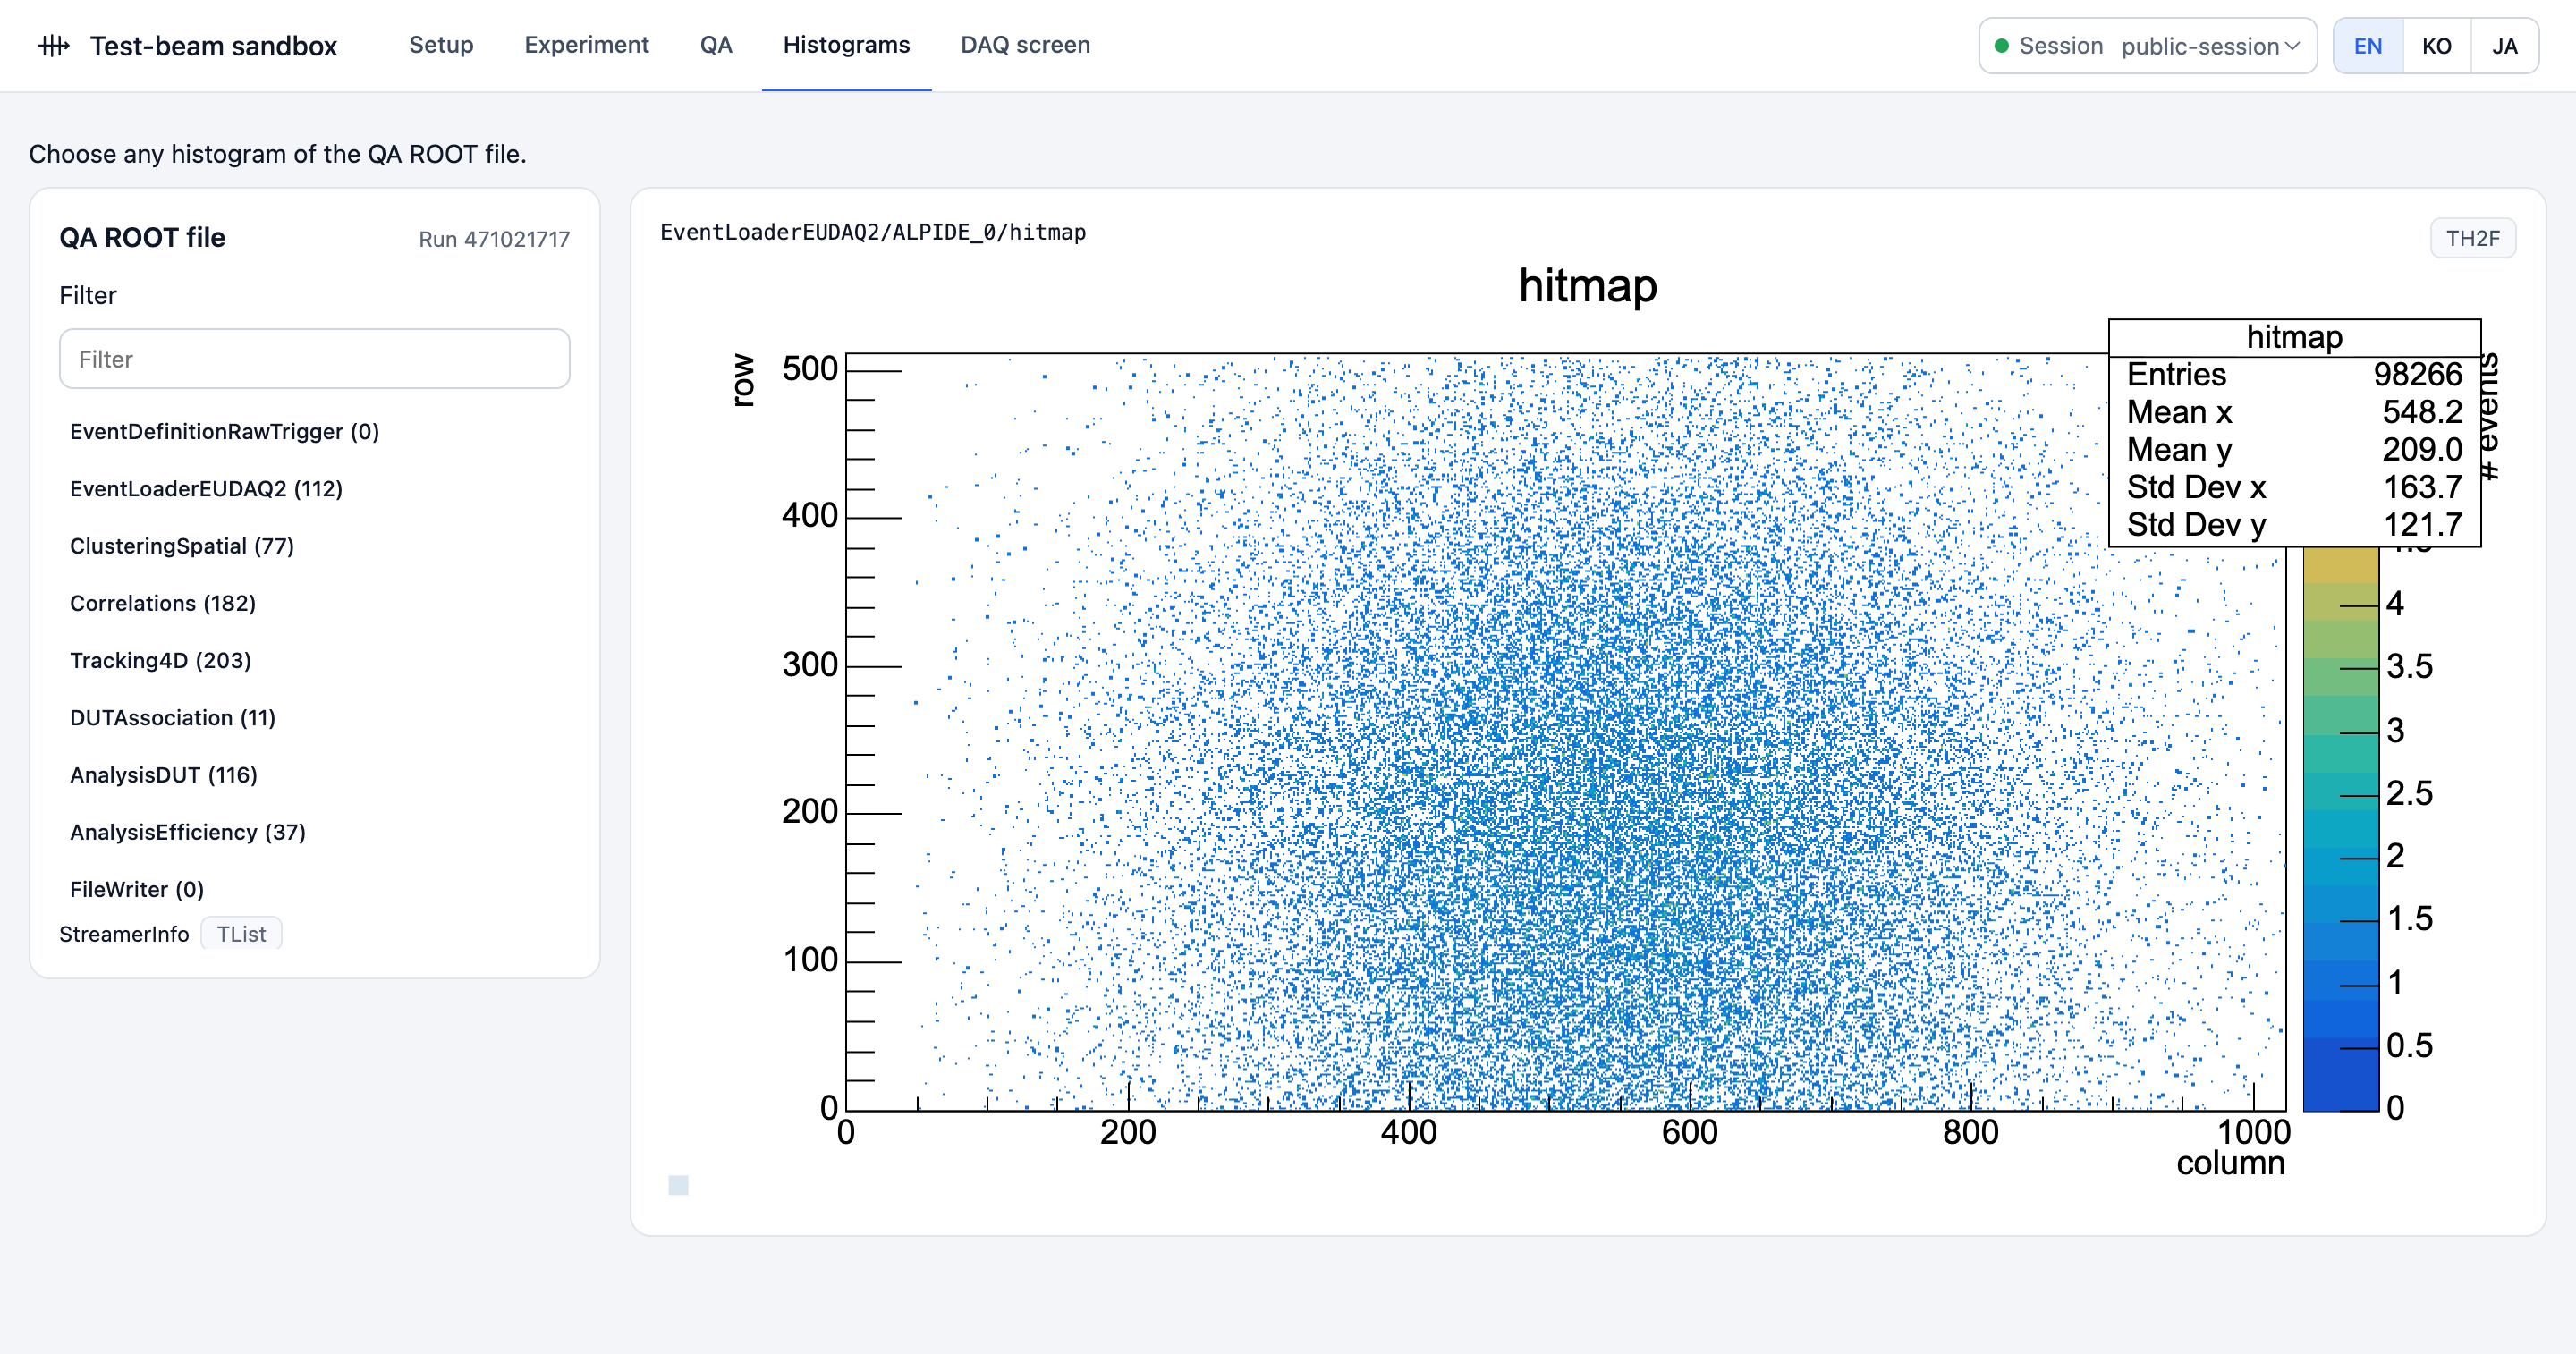 Test-beam sandbox
Setup
Experiment
QA
Histograms
DAQ screen
Session public-session
EN
KO
JA
Choose any histogram of the QA ROOT file.
QA ROOT file
Run 471021717
Filter
Filter
EventDefinitionRawTrigger (0)
EventLoaderEUDAQ2 (112)
ClusteringSpatial (77)
Correlations (182)
Tracking4D (203)
DUTAssociation (11)
AnalysisDUT (116)
AnalysisEfficiency (37)
FileWriter (0)
StreamerInfo TList
EventLoaderEUDAQ2/ALPIDE_0/hitmap
TH2F
hitmap
hitmap
Entries 98266
Mean x 548.2
Mean y 209.0
Std Dev x 163.7
Std Dev y 121.7
row
500
400
300
200
100
0
0 200 400 600 800 1000
column
# events
4
3.5
3
2.5
2
1.5
1
0.5
0